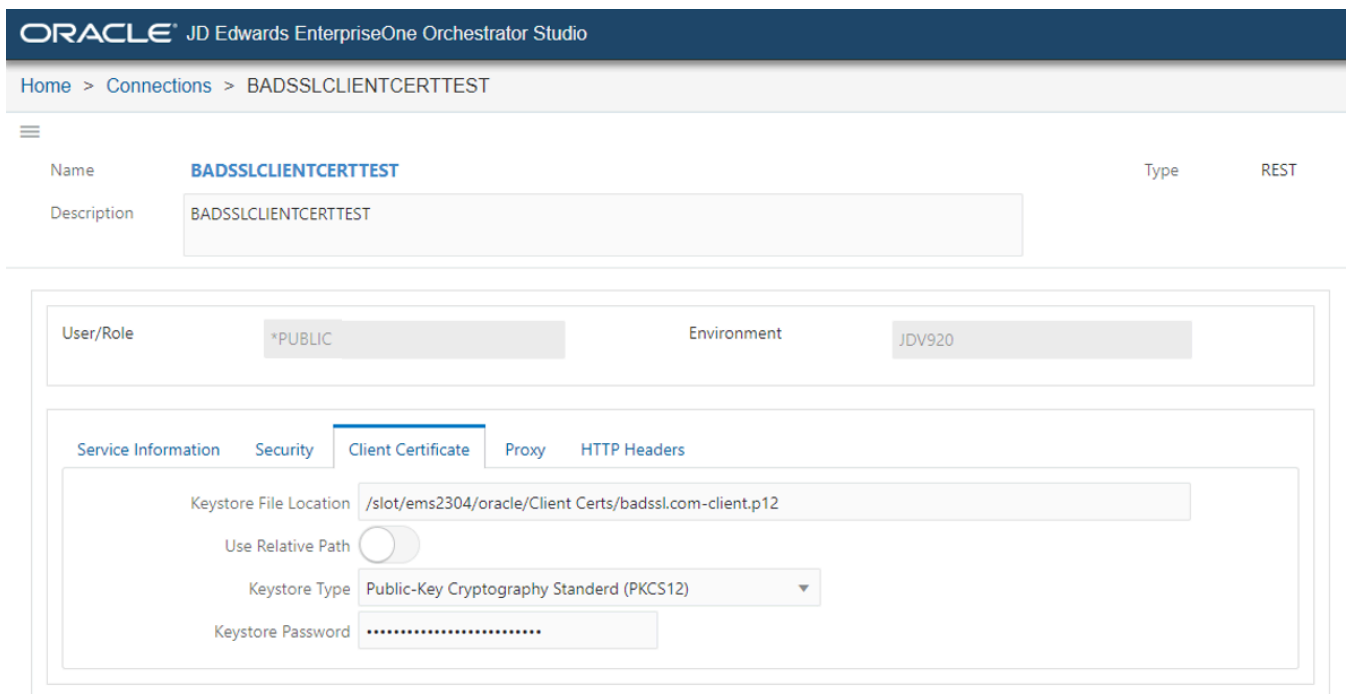 ORACLE® JD Edwards EnterpriseOne Orchestrator Studio
Home > Connections > BADSSLCLIENTCERTTEST
Name BADSSLCLIENTCERTTEST Type REST
Description BADSSLCLIENTCERTTEST
User/Role *PUBLIC Environment JDV920
Service Information Security Client Certificate Proxy HTTP Headers
Keystore File Location /slot/ems2304/oracle/Client Certs/badssl.com-client.p12
Use Relative Path
Keystore Type Public-Key Cryptography Standerd (PKCS12)
Keystore Password •••••••••••••••••••••••••••